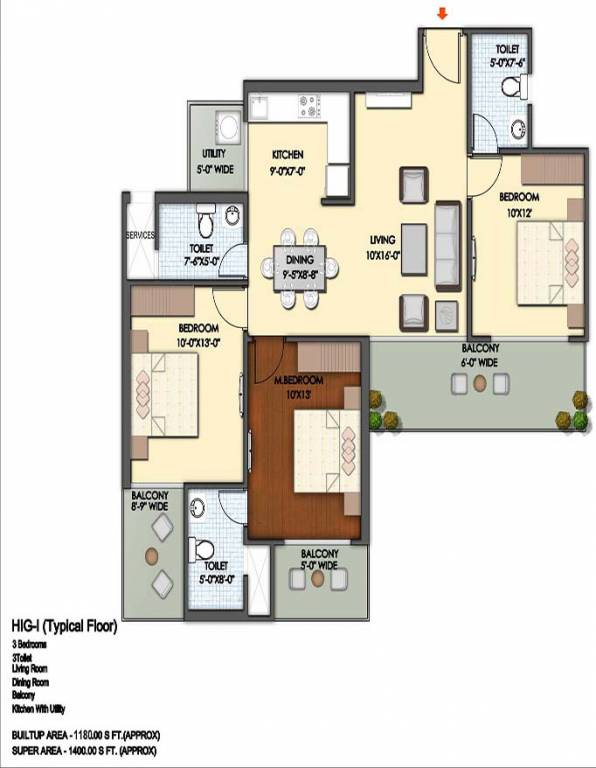 TOILET
5'-0"X7'-6"
UTILITY
5'-0" WIDE
KITCHEN
9'-0"X7'-0"
BEDROOM
10'X12'
SERVICES
TOILET
7'-6"X5'-0"
LIVING
10'X16'-0"
DINING
9'-5"X8'-8"
BEDROOM
10'-0"X13'-0"
BALCONY
6'-0" WIDE
M.BEDROOM
10'X13'
BALCONY
8'-9" WIDE
TOILET
5'-0"X8'-0"
BALCONY
5'-0" WIDE
HIG-I (Typical Floor)
3 Bedrooms
3Toilet
Living Room
Dining Room
Balcony
Kitchen With Utility
BUILTUP AREA - 1180.00 S FT.(APPROX)
SUPER AREA - 1400.00 S FT. (APPROX)